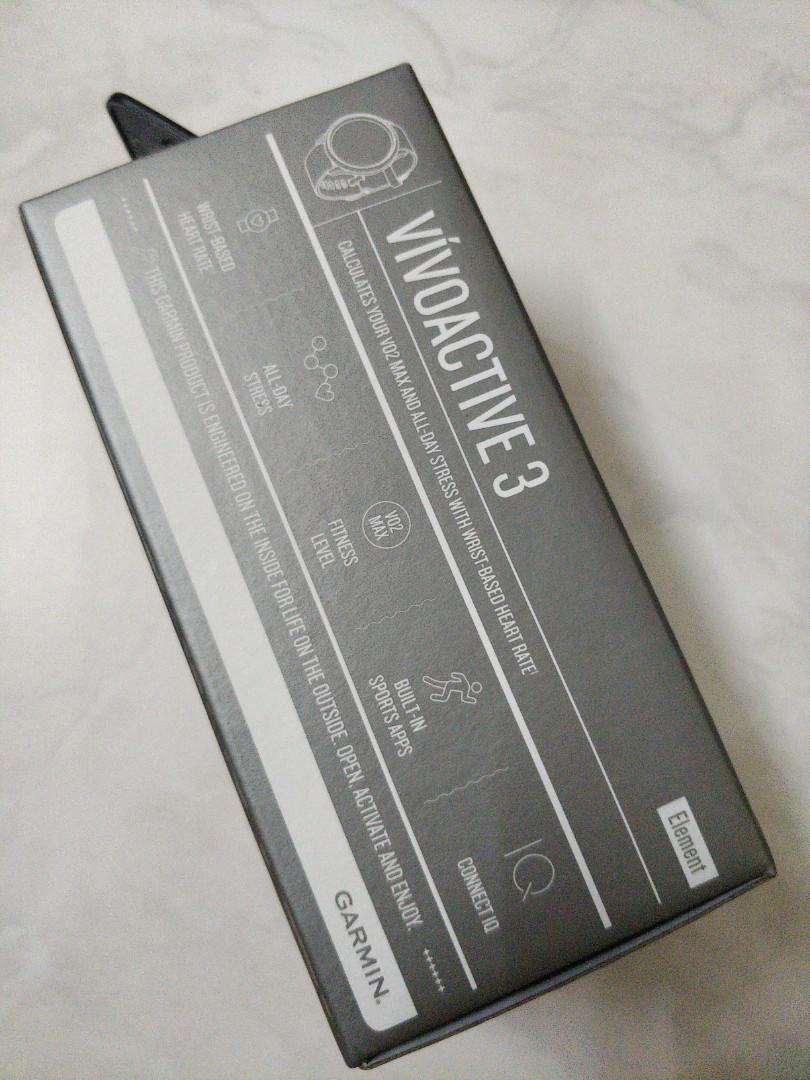 VÍVOACTIVE 3
Element
CALCULATES YOUR VO2 MAX AND ALL-DAY STRESS WITH WRIST-BASED HEART RATE¹
WRIST-BASED
HEART RATE
ALL-DAY
STRESS
VO2
MAX
FITNESS
LEVEL
BUILT-IN
SPORTS APPS
IQ
CONNECT IQ
THIS GARMIN PRODUCT IS ENGINEERED ON THE INSIDE FOR LIFE ON THE OUTSIDE. OPEN, ACTIVATE AND ENJOY.
GARMIN®